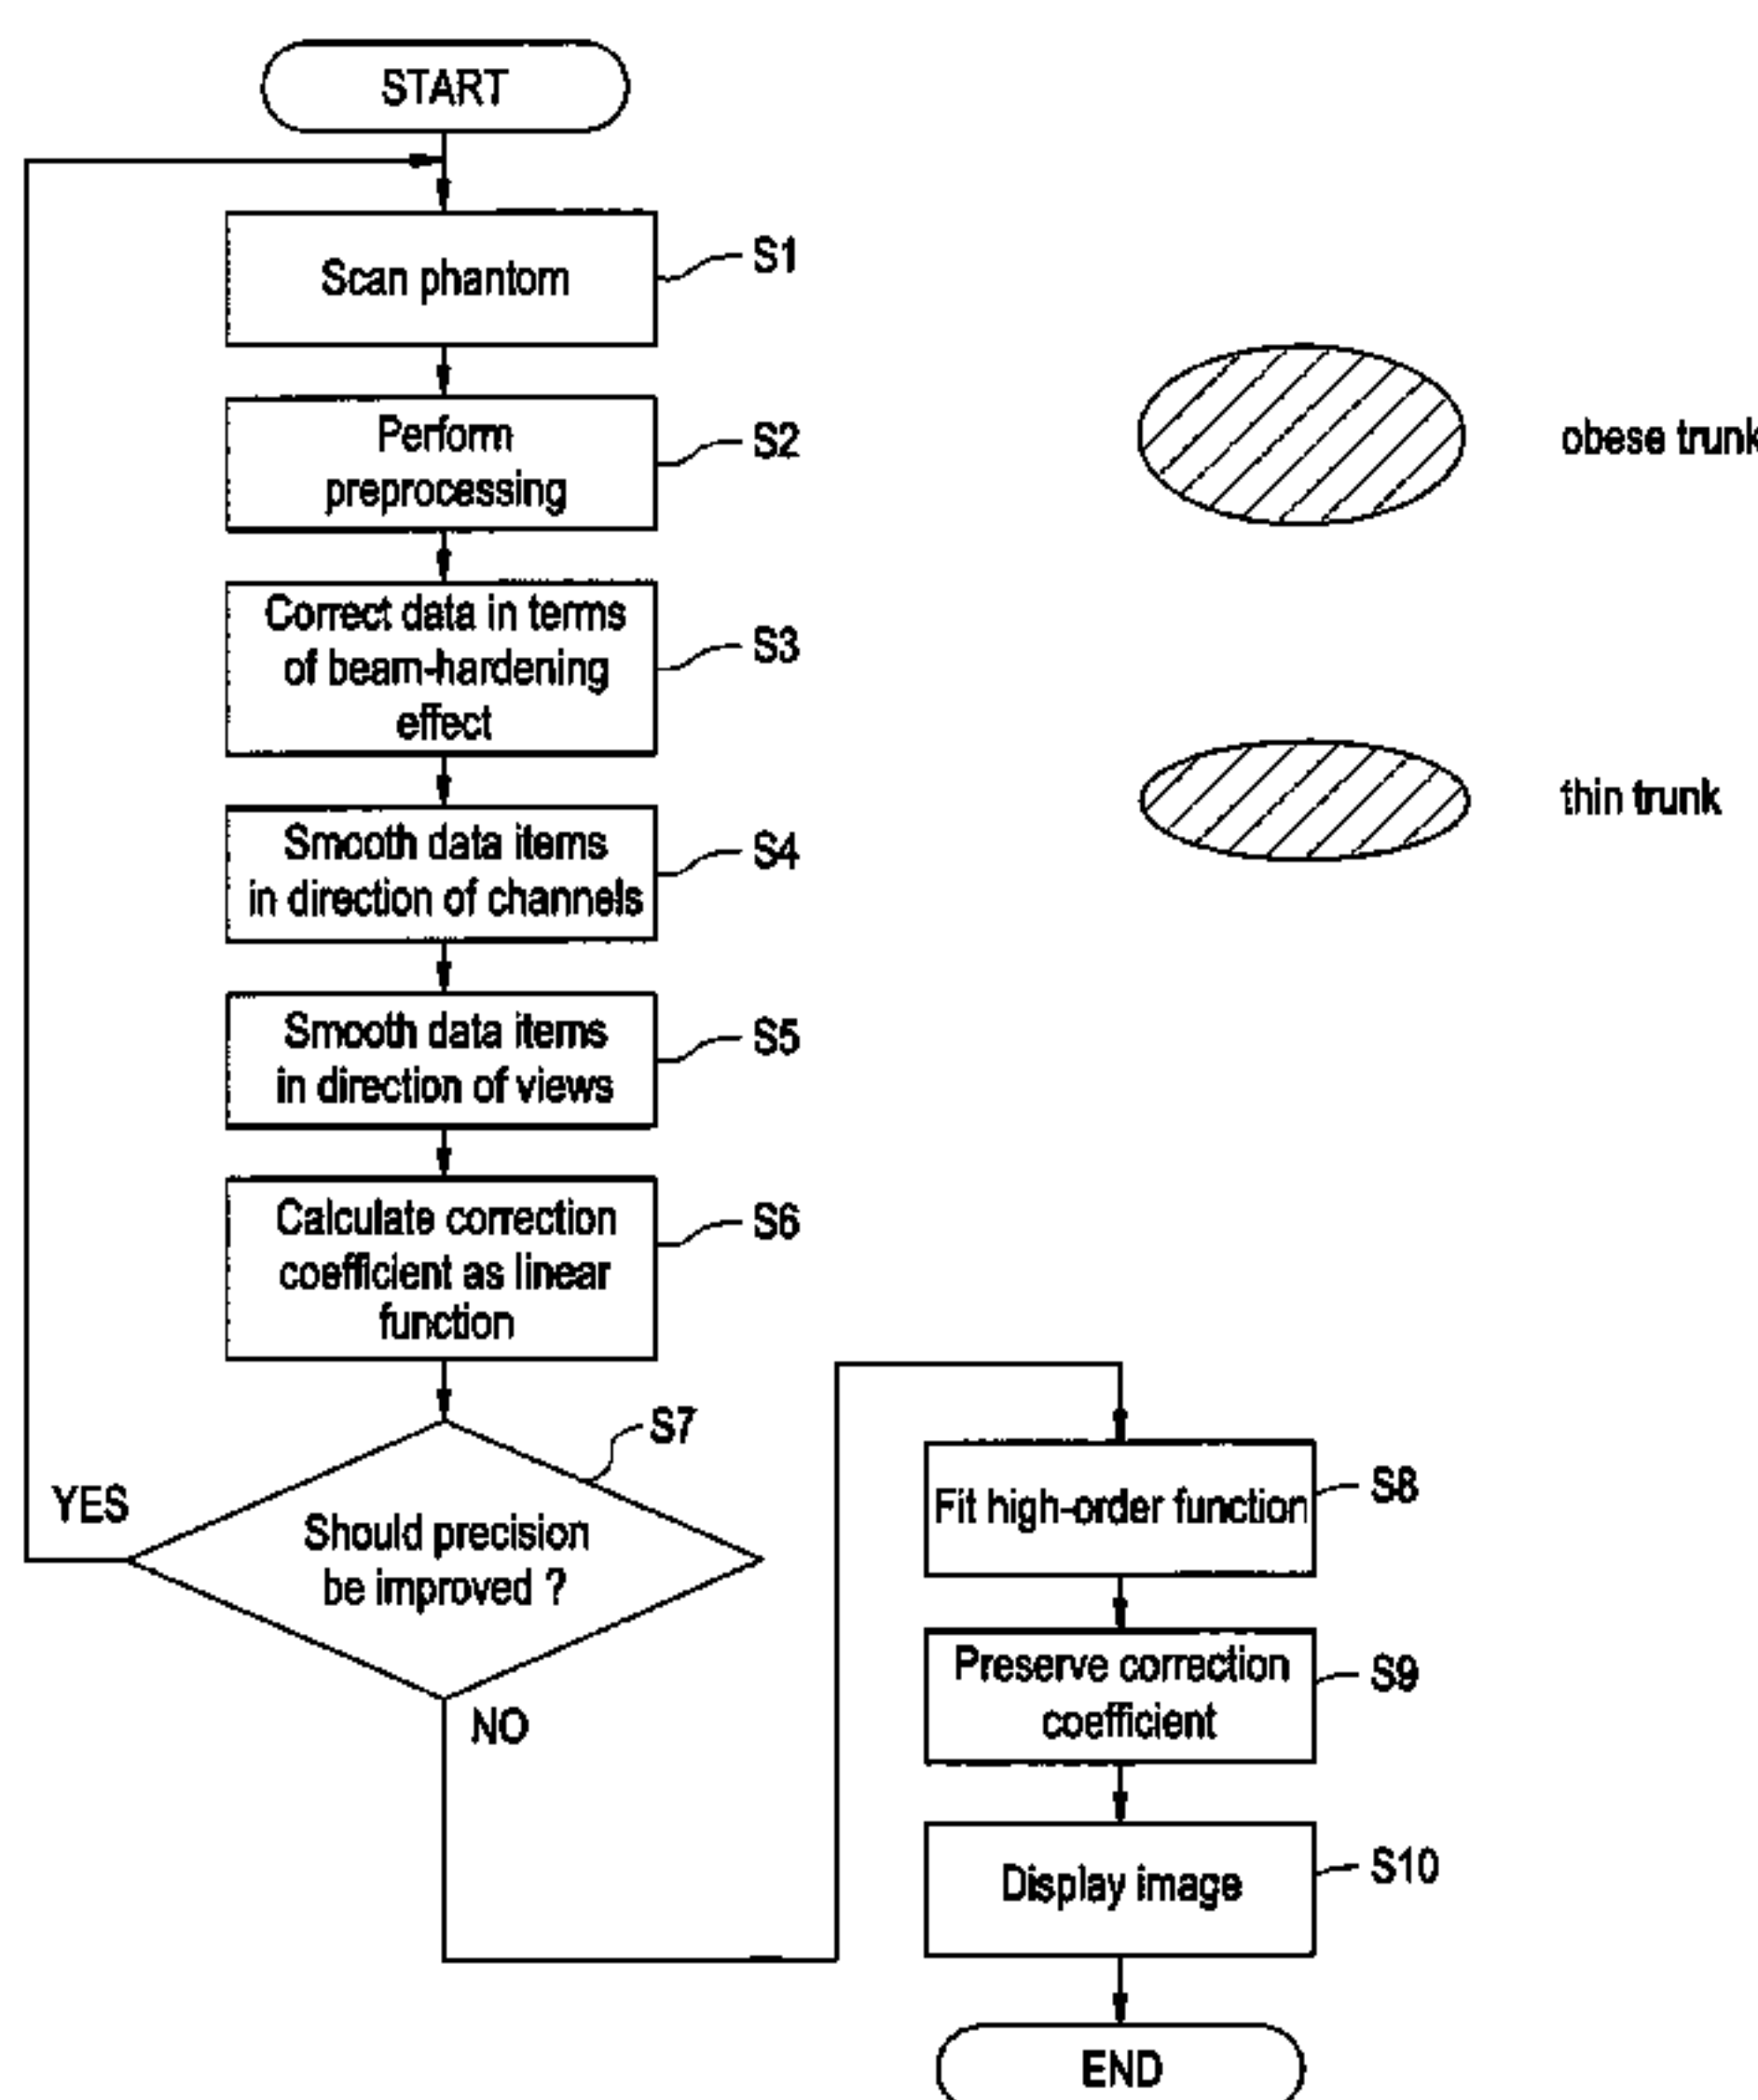 START
Scan phantom
S1
Perform
preprocessing
S2
Correct data in terms
of beam-hardening
effect
S3
Smooth data items
in direction of channels
S4
Smooth data items
in direction of views
S5
Calculate correction
coefficient as linear
function
S6
Should precision
be improved ?
S7
YES
NO
Fit high-order function
S8
Preserve correction
coefficient
S9
Display image
S10
END
obese trunk
thin trunk